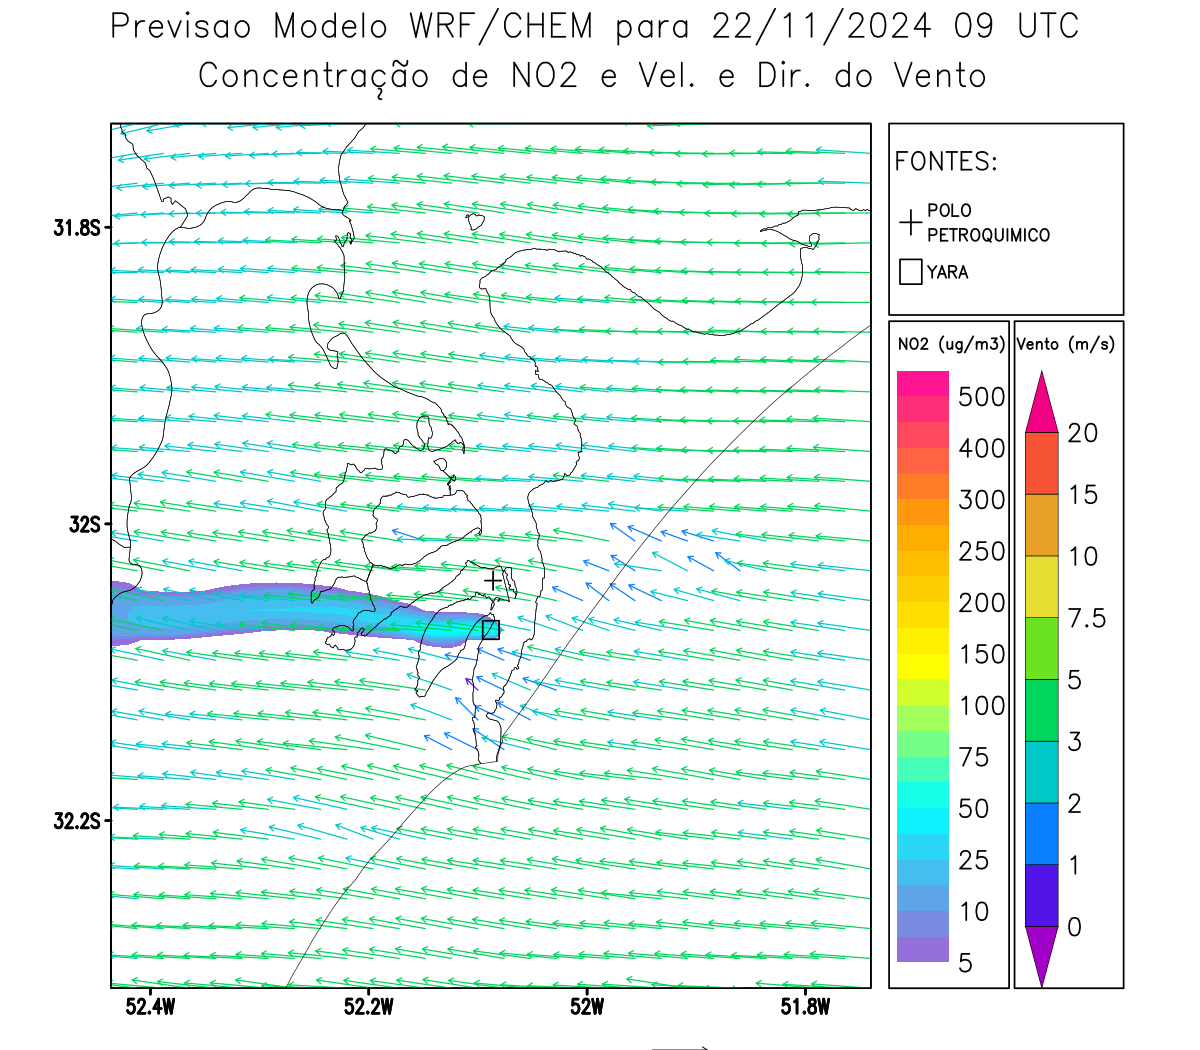 Previsao Modelo WRF/CHEM para 22/11/2024 09 UTC
Concentração de NO2 e Vel. e Dir. do Vento
FONTES:
POLO
PETROQUIMICO
YARA
NO2 (ug/m3)
500
400
300
250
200
150
100
75
50
25
10
5
Vento (m/s)
20
15
10
7.5
5
3
2
1
0
31.8S
32S
32.2S
52.4W
52.2W
52W
51.8W